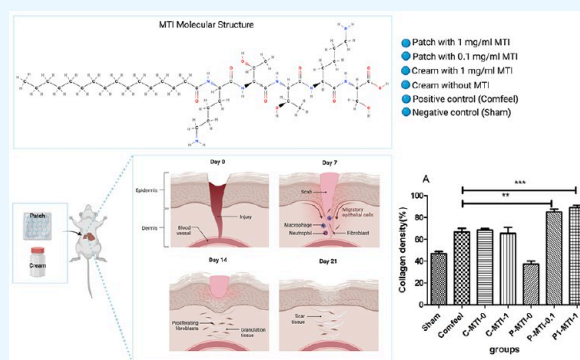 MTI Molecular Structure
Patch with 1 mg/ml MTI
Patch with 0.1 mg/ml MTI
Cream with 1 mg/ml MTI
Cream without MTI
Positive control (Comfeel)
Negative control (Sham)
Patch
Cream
Day 0
Day 7
Epidermis
Dermis
Injury
Blood
vessel
Scab
Migratory
epithelial cells
Macrophage
Neutrophil
Fibroblast
Day 14
Day 21
Proliferating
fibroblasts
Granulation
tissue
Scar
tissue
A
***
**
Collagen density(%)
100
80
60
40
20
0
Sham
Comfeel
C-MTI-0
C-MTI-1
P-MTI-0
P-MTI-0.1
P1-MTI-1
groups